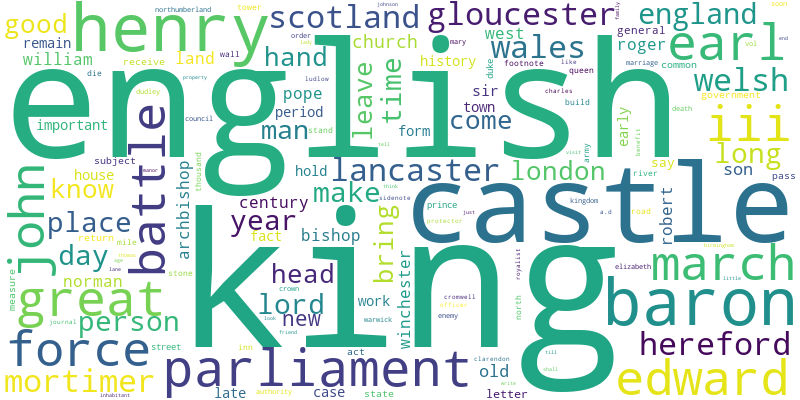 good
henry
scotland
gloucester
england
northumberland
tower
order
johnson
family
soon
remain
wall
church
west
wales
general
earl
william
receive
land
hand
mary
history
duke
roger
vol
end
die
leave
time
footnote
like
queen
common
english
property
ludlow
marriage
welsh
dudley
pope
sir
charles
government
important
council
period
town
build
early
death
iii
man
stand
form
come
army
benefit
long
subject
thousand
hold
tell
visit
say
son
pass
john
house
manor
lancaster
london
river
battle
know
archbishop
make
think
castle
robert
century
sidenote
prince
kingdom
a.d
road
place
year
bring
just
protector
day
return
fact
bishop
royalist
elizabeth
birmingham
mile
measure
age
lane
stone
king
head
winchester
march
little
norman
crown
work
north
cromwell
officer
great
lord
new
look
warwick
enemy
baron
person
journal
friend
force
street
inn
act
clarendon
till
hereford
mortimer
parliament
old
shall
edward
inhabitant
late
authority
case
state
letter
write